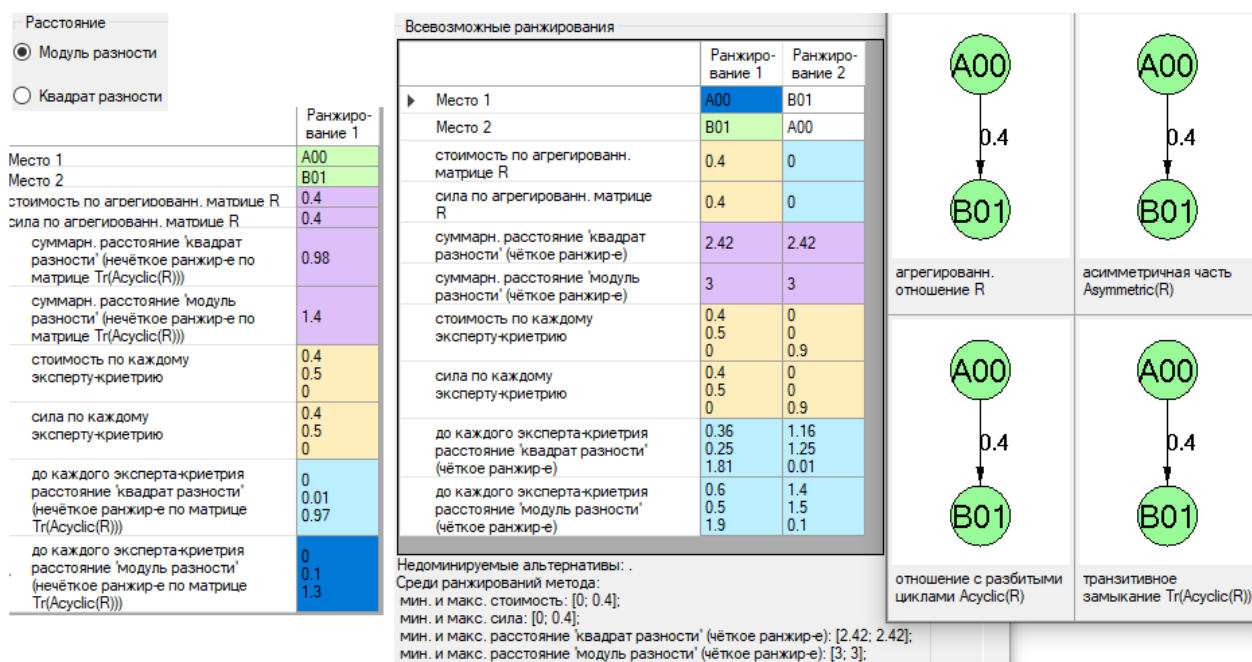 Расстояние
Модуль разности
Квадрат разности
Ранжиро-
вание 1
Место 1
A00
Место 2
B01
стоимость по агрегированн. матрице R
0.4
сила по агрегированн. матрице R
0.4
суммарн. расстояние 'квадрат
разности' (нечёткое ранжир-е по
матрице Tr(Acyclic(R)))
0.98
суммарн. расстояние 'модуль
разности' (нечёткое ранжир-е по
матрице Tr(Acyclic(R)))
1.4
стоимость по каждому
эксперту-криетрию
0.4
0.5
0
сила по каждому
эксперту-криетрию
0.4
0.5
0
до каждого эксперта-криетрия
расстояние 'квадрат разности'
(нечёткое ранжир-е по матрице
Tr(Acyclic(R)))
0
0.01
0.97
до каждого эксперта-криетрия
расстояние 'модуль разности'
(нечёткое ранжир-е по матрице
Tr(Acyclic(R)))
0
0.1
1.3
Всевозможные ранжирования
Ранжиро-
вание 1
Ранжиро-
вание 2
Место 1
A00
B01
Место 2
B01
A00
стоимость по агрегированн.
матрице R
0.4
0
сила по агрегированн. матрице
R
0.4
0
суммарн. расстояние 'квадрат
разности' (чёткое ранжир-е)
2.42
2.42
суммарн. расстояние 'модуль
разности' (чёткое ранжир-е)
3
3
стоимость по каждому
эксперту-криетрию
0.4
0.5
0
0
0
0.9
сила по каждому
эксперту-криетрию
0.4
0.5
0
0
0
0.9
до каждого эксперта-криетрия
расстояние 'квадрат разности'
(чёткое ранжир-е)
0.36
0.25
1.81
1.16
1.25
0.01
до каждого эксперта-криетрия
расстояние 'модуль разности'
(чёткое ранжир-е)
0.6
0.5
1.9
1.4
1.5
0.1
Недоминируемые альтернативы: .
Среди ранжирований метода:
мин. и макс. стоимость: [0; 0.4];
мин. и макс. сила: [0; 0.4];
мин. и макс. расстояние 'квадрат разности' (чёткое ранжир-е): [2.42; 2.42];
мин. и макс. расстояние 'модуль разности' (чёткое ранжир-е): [3; 3];
A00
0.4
B01
агрегированн.
отношение R
A00
0.4
B01
асимметричная часть
Asymmetric(R)
A00
0.4
B01
отношение с разбитыми
циклами Acyclic(R)
A00
0.4
B01
транзитивное
замыкание Tr(Acyclic(R))